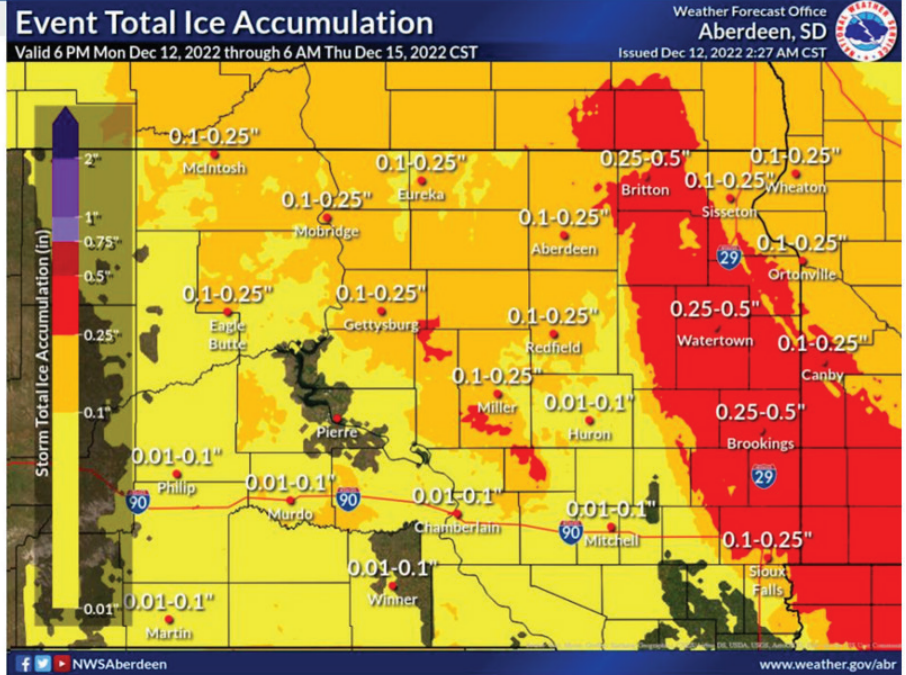 Event Total Ice Accumulation
Valid 6 PM Mon Dec 12, 2022 through 6 AM Thu Dec 15, 2022 CST
Weather Forecast Office
Aberdeen, SD
Issued Dec 12, 2022 2:27 AM CST
NATIONAL WEATHER SERVICE
Storm Total Ice Accumulation (in)
2"
1"
0.75"
0.5"
0.25"
0.1"
0.01"
0.1-0.25"
McIntosh
0.1-0.25"
Eureka
0.25-0.5"
Britton
0.1-0.25"
Wheaton
0.1-0.25"
Sisseton
0.1-0.25"
Mobridge
0.1-0.25"
Aberdeen
0.1-0.25"
Ortonville
29
0.1-0.25"
Eagle
Butte
0.1-0.25"
Gettysburg
0.1-0.25"
Redfield
0.25-0.5"
Watertown
0.1-0.25"
Canby
0.1-0.25"
Miller
0.01-0.1"
Huron
0.25-0.5"
Brookings
Pierre
29
0.01-0.1"
Philip
90
0.01-0.1"
Murdo
90
0.01-0.1"
Chamberlain
90
0.01-0.1"
Mitchell
0.1-0.25"
Sioux
Falls
0.01-0.1"
Winner
0.01-0.1"
Martin
NWSAberdeen
www.weather.gov/abr